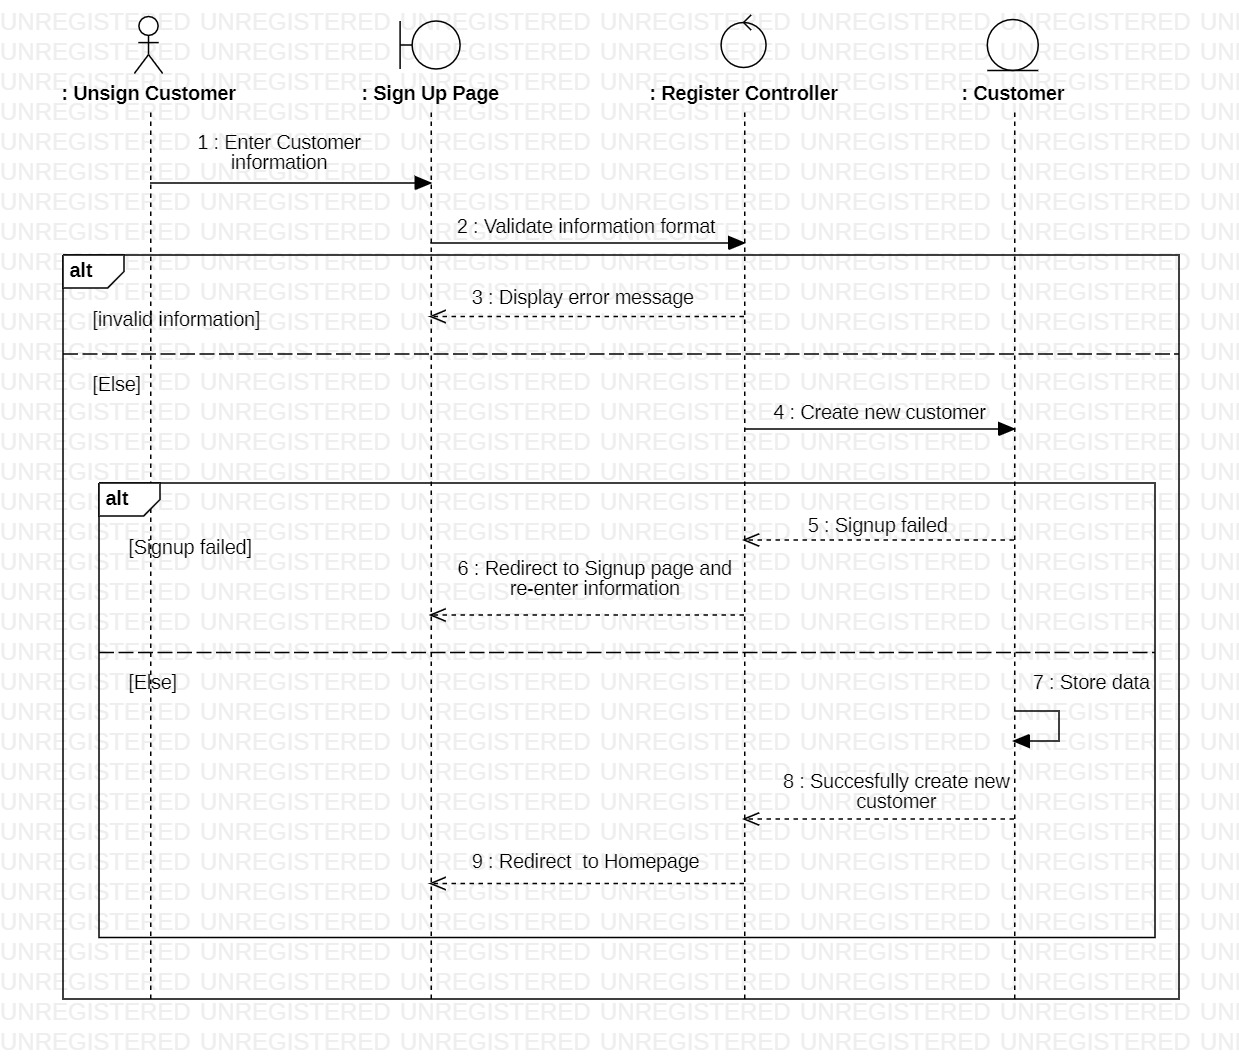 : Unsign Customer
: Sign Up Page
: Register Controller
: Customer
1 : Enter Customer
information
2 : Validate information format
alt
3 : Display error message
[invalid information]
[Else]
4 : Create new customer
alt
5 : Signup failed
[Signup failed]
6 : Redirect to Signup page and
re-enter information
[Else]
7 : Store data
8 : Succesfully create new
customer
9 : Redirect  to Homepage
UNREGISTERED